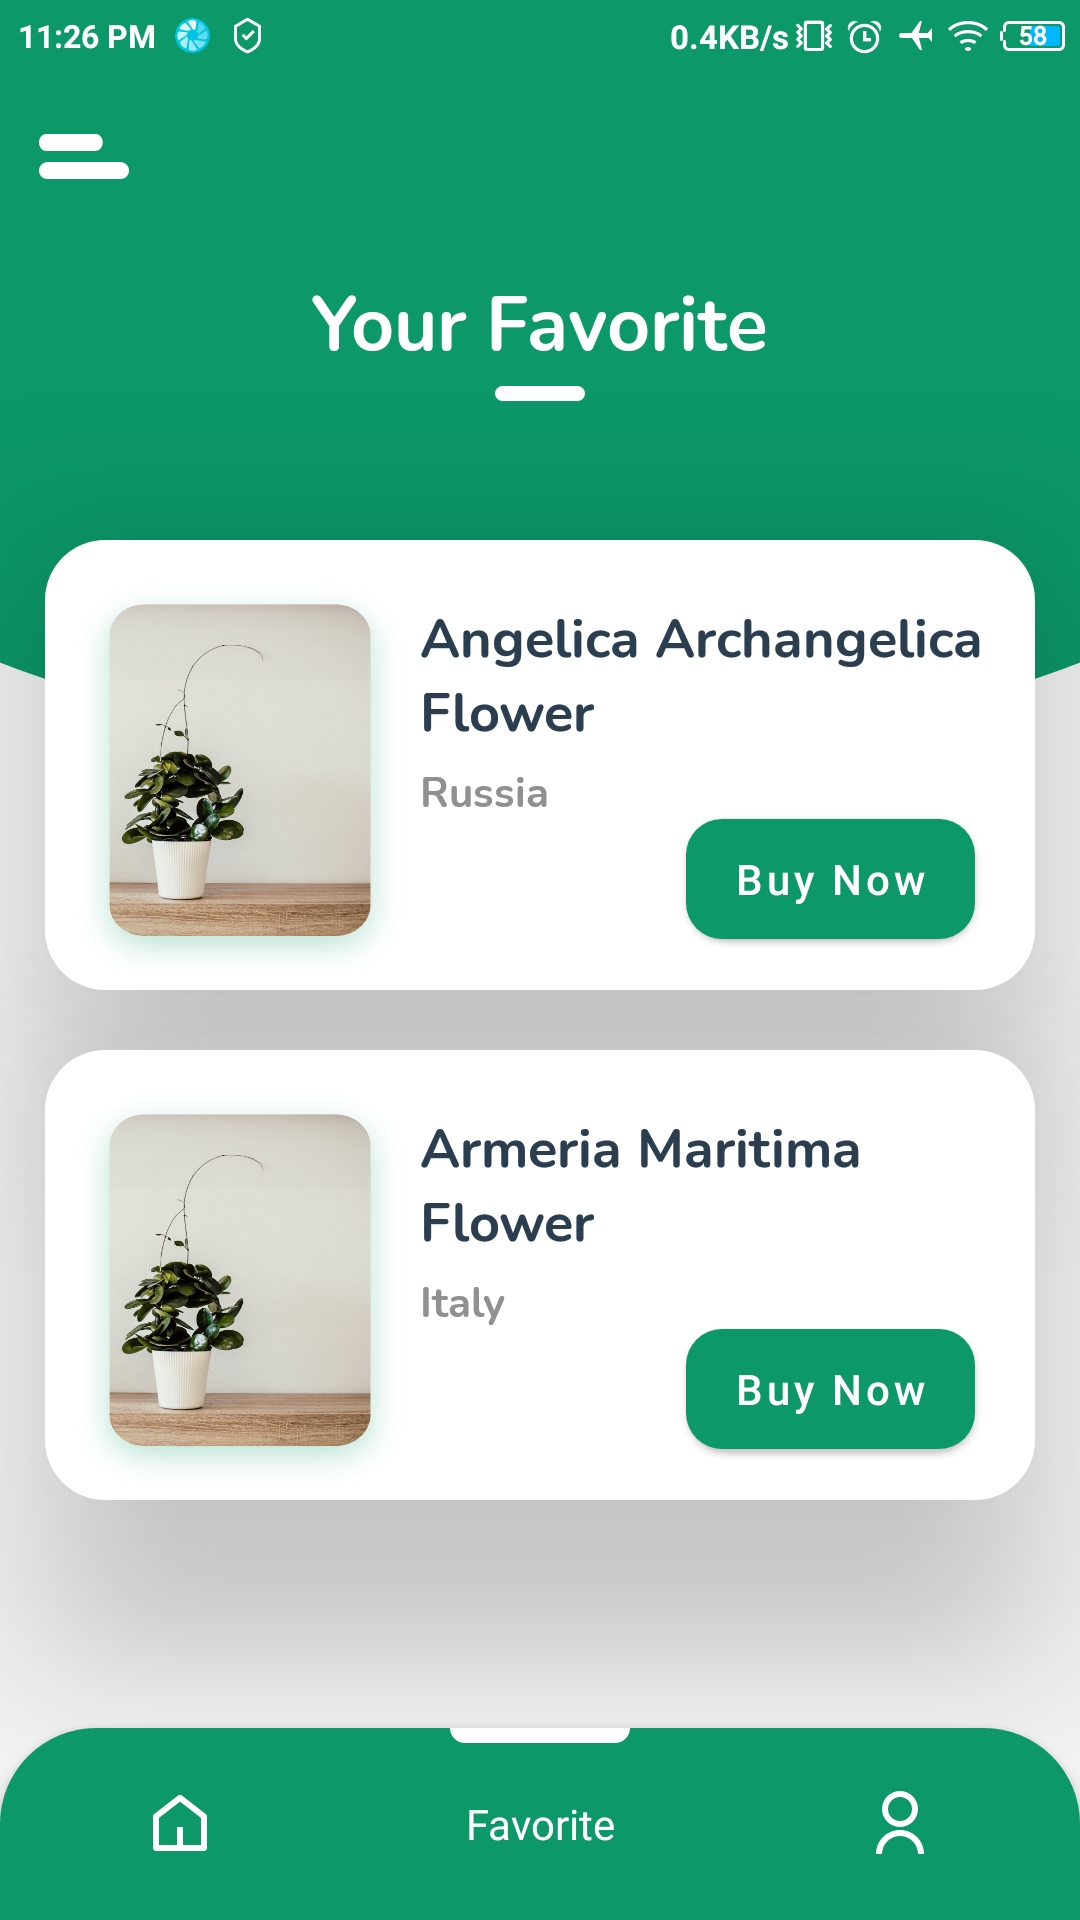 11:26 PM
0.4KB/s
58
Your Favorite
Angelica Archangelica
Flower
Russia
Buy Now
Armeria Maritima
Flower
Italy
Buy Now
Favorite